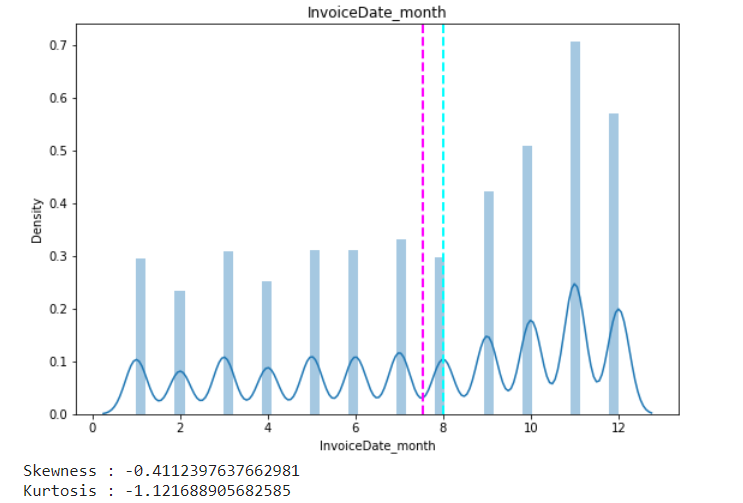 InvoiceDate_month
0.7
0.6
0.5
0.4
0.3
0.2
0.1
0.0
Density
0 2 4 6 8 10 12
InvoiceDate_month
Skewness : -0.4112397637662981
Kurtosis : -1.121688905682585